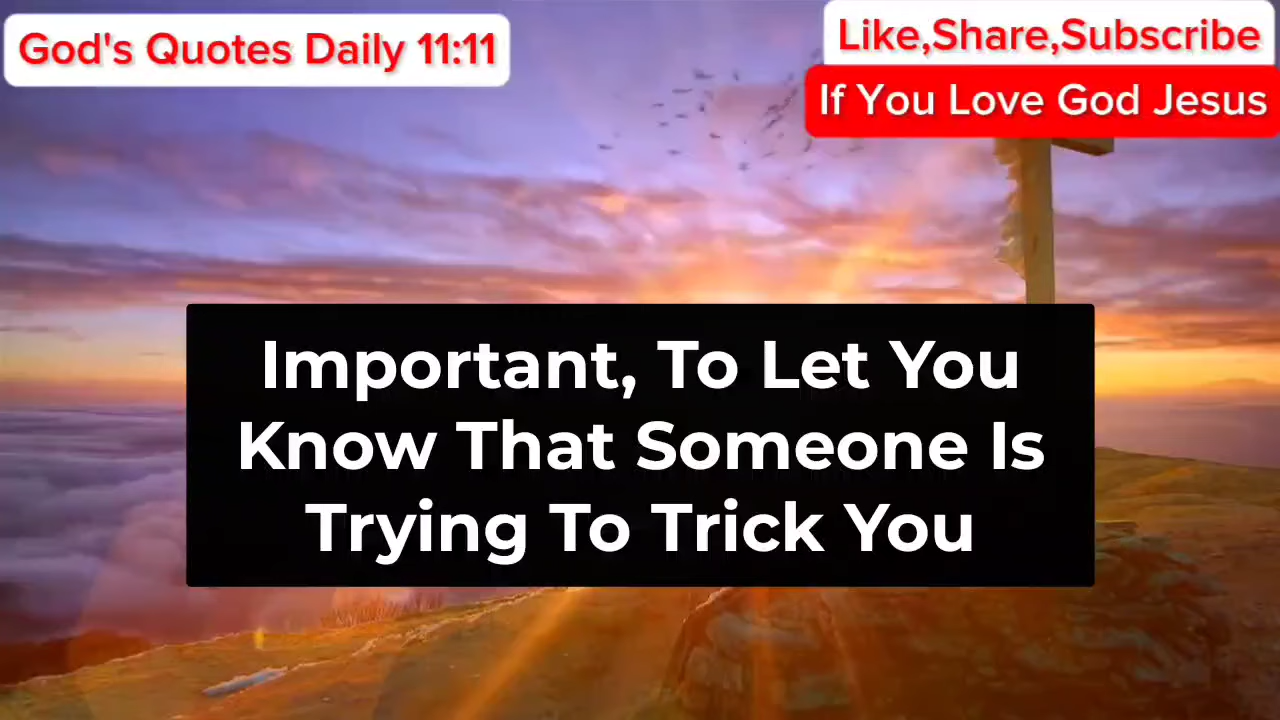 God's Quotes Daily 11:11
Like,Share,Subscribe
If You Love God Jesus
Important, To Let You
Know That Someone Is
Trying To Trick You